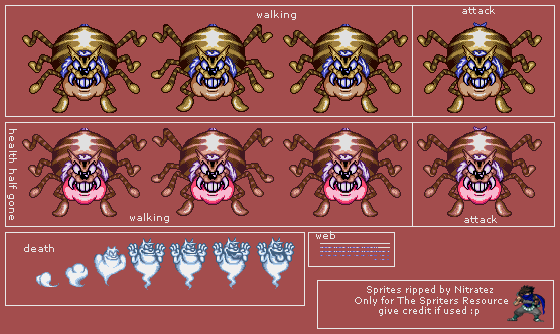 walking
attack
health half gone
walking
attack
death
web
Sprites ripped by Nitratez
Only for The Spriters Resource
give credit if used :p